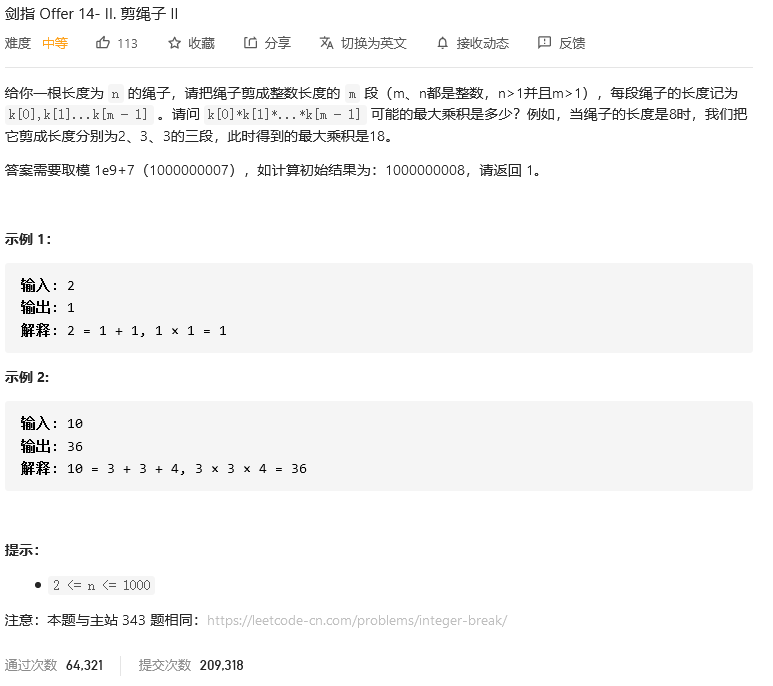 剑指 Offer 14- II. 剪绳子 II
难度 中等 113 收藏 分享 切换为英文 接收动态 反馈
给你一根长度为 n 的绳子，请把绳子剪成整数长度的 m 段（m、n都是整数，n>1并且m>1），每段绳子的长度记为
k[0],k[1]...k[m - 1] 。请问 k[0]*k[1]*...*k[m - 1] 可能的最大乘积是多少？例如，当绳子的长度是8时，我们把
它剪成长度分别为2、3、3的三段，此时得到的最大乘积是18。
答案需要取模 1e9+7（1000000007），如计算初始结果为：1000000008，请返回 1。
示例 1：
输入: 2
输出: 1
解释: 2 = 1 + 1, 1 × 1 = 1
示例 2:
输入: 10
输出: 36
解释: 10 = 3 + 3 + 4, 3 × 3 × 4 = 36
提示：
• 2 <= n <= 1000
注意：本题与主站 343 题相同：https://leetcode-cn.com/problems/integer-break/
通过次数 64,321 提交次数 209,318